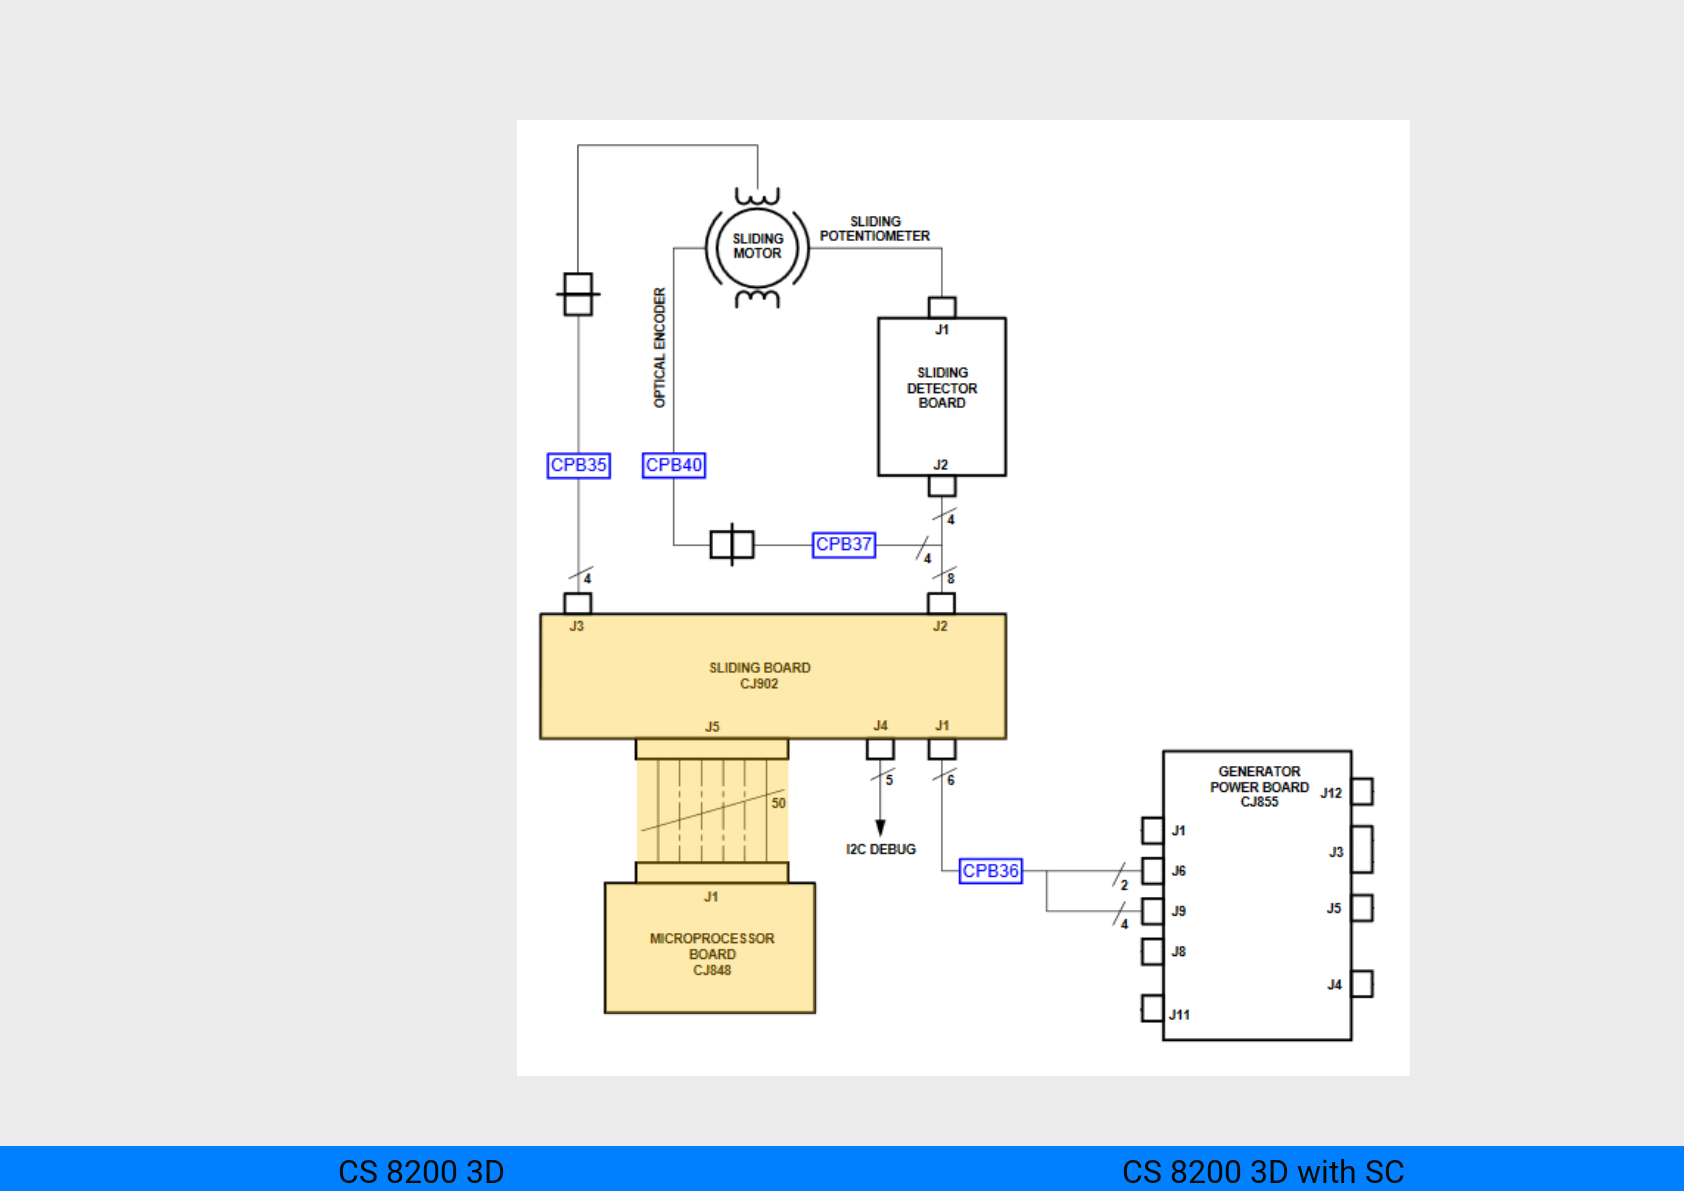 SLIDING
MOTOR
SLIDING
POTENTIOMETER
OPTICAL ENCODER
J1
SLIDING
DETECTOR
BOARD
J2
CPB35
CPB40
4
CPB37
4
4
8
J3
J2
SLIDING BOARD
CJ902
J5
J4
J1
50
5
6
I2C DEBUG
J1
MICROPROCESSOR
BOARD
CJ848
CPB36
2
4
GENERATOR
POWER BOARD
CJ855
J12
J1
J3
J6
J9
J5
J8
J4
J11
CS 8200 3D
CS 8200 3D with SC